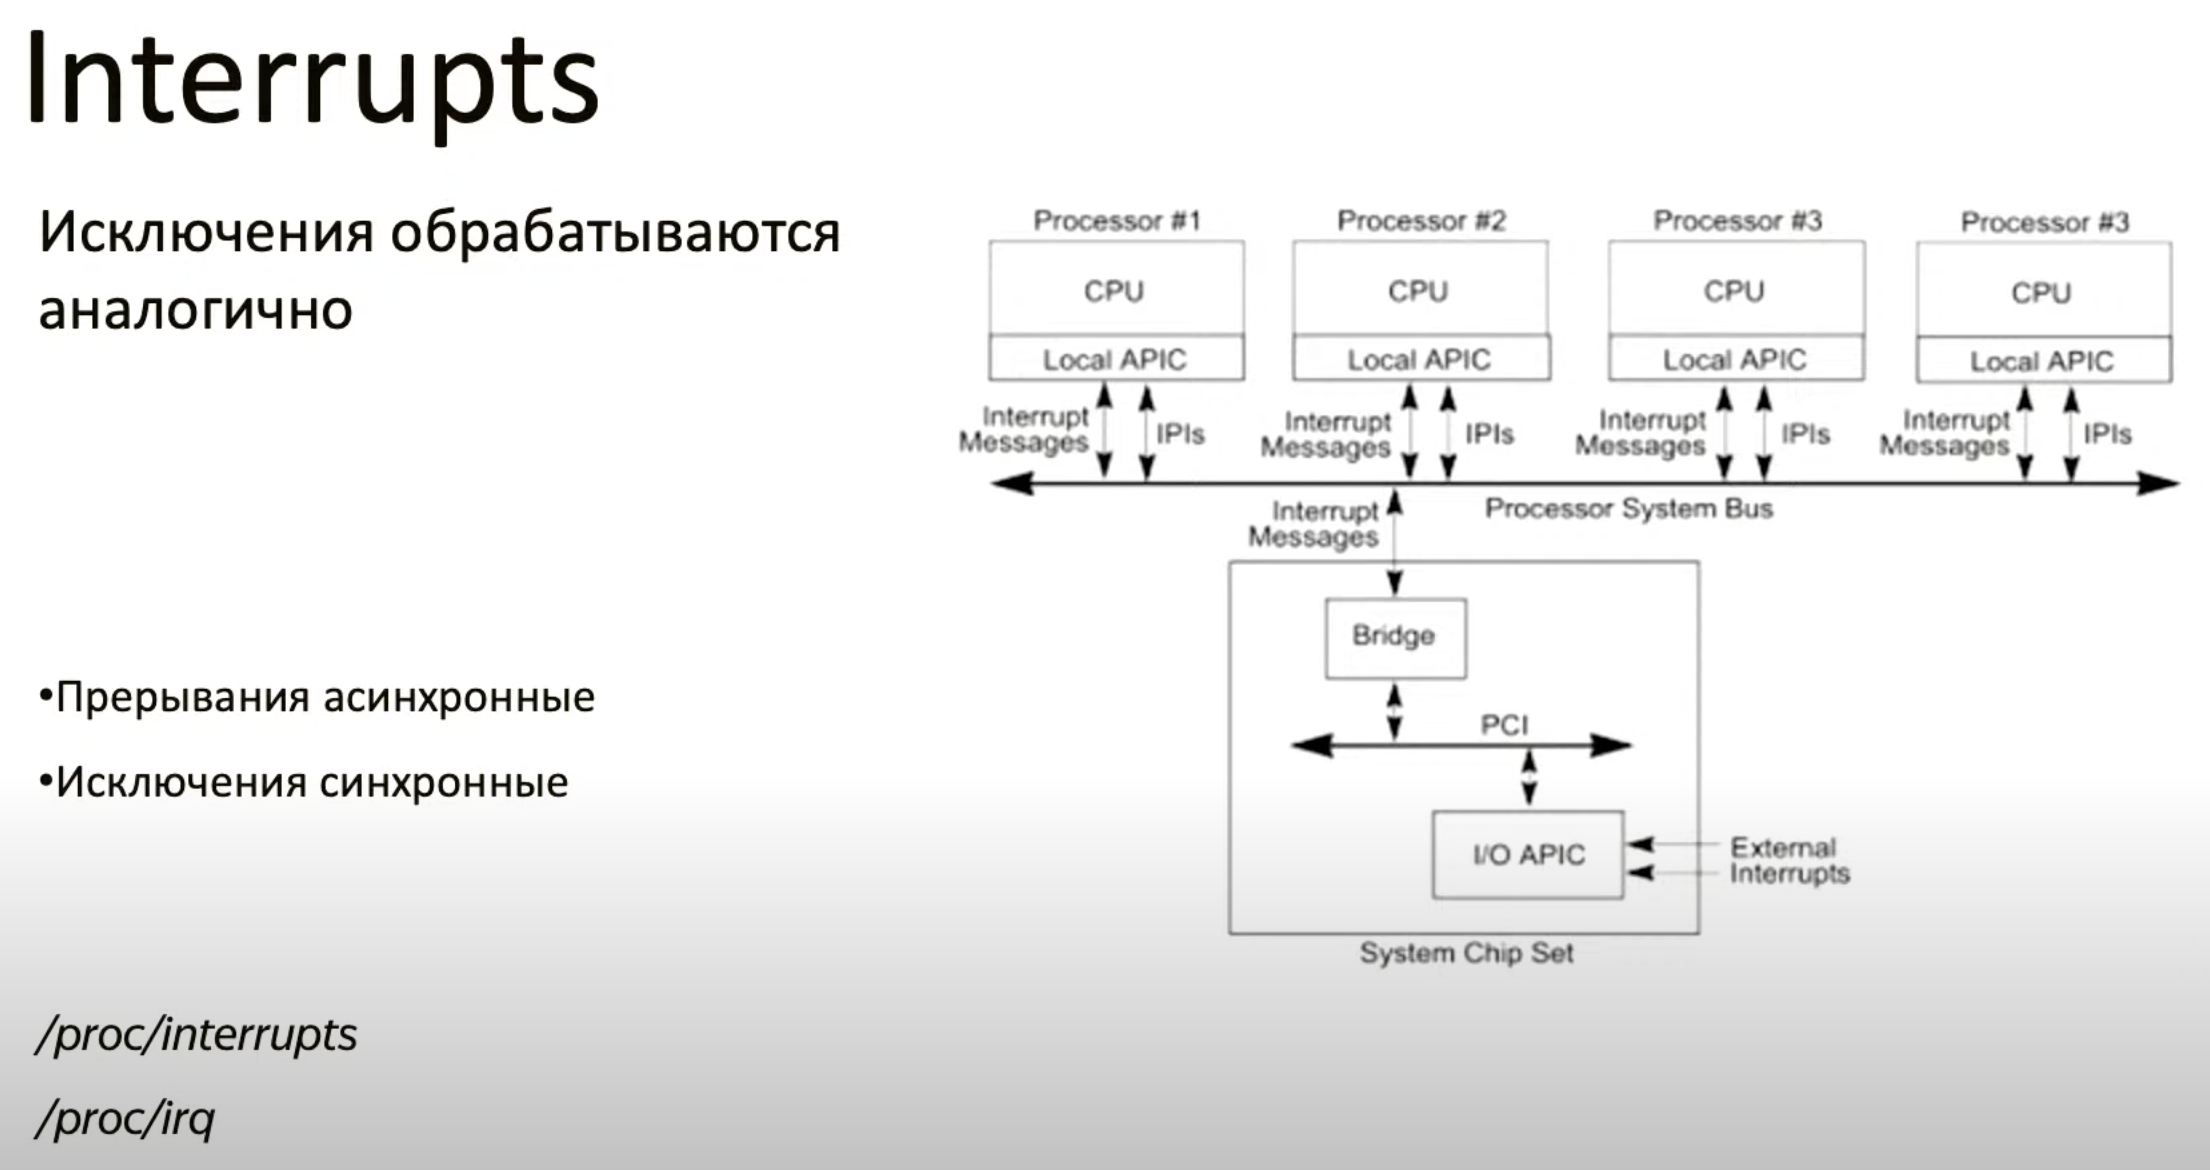 Interrupts
Исключения обрабатываются
аналогично
•Прерывания асинхронные
•Исключения синхронные
/proc/interrupts
/proc/irq
Processor #1
Processor #2
Processor #3
Processor #3
CPU
CPU
CPU
CPU
Local APIC
Local APIC
Local APIC
Local APIC
Interrupt
Messages
IPIs
Interrupt
Messages
IPIs
Interrupt
Messages
IPIs
Interrupt
Messages
IPIs
Interrupt
Messages
Processor System Bus
Bridge
PCI
I/O APIC
External
Interrupts
System Chip Set